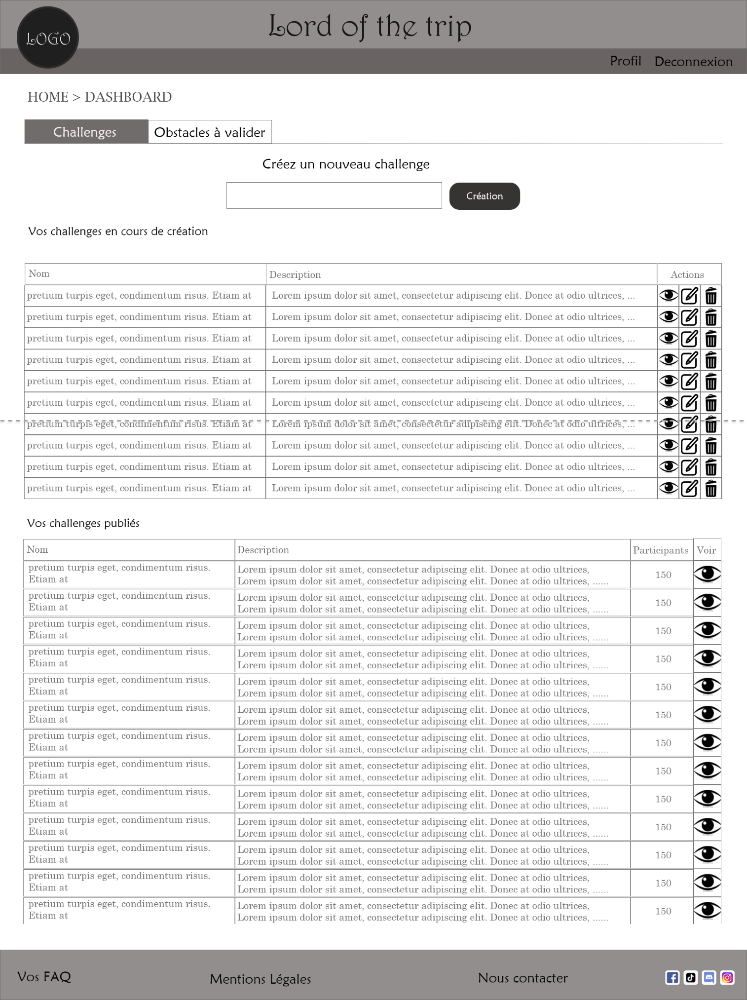 Lord of the trip
LOGO
Profil Deconnexion
HOME > DASHBOARD
Challenges Obstacles à valider
Créez un nouveau challenge
Création
Vos challenges en cours de création
Nom Description Actions
pretium turpis eget, condimentum risus. Etiam at Lorem ipsum dolor sit amet, consectetur adipiscing elit. Donec at odio ultrices, ...
pretium turpis eget, condimentum risus. Etiam at Lorem ipsum dolor sit amet, consectetur adipiscing elit. Donec at odio ultrices, ...
pretium turpis eget, condimentum risus. Etiam at Lorem ipsum dolor sit amet, consectetur adipiscing elit. Donec at odio ultrices, ...
pretium turpis eget, condimentum risus. Etiam at Lorem ipsum dolor sit amet, consectetur adipiscing elit. Donec at odio ultrices, ...
pretium turpis eget, condimentum risus. Etiam at Lorem ipsum dolor sit amet, consectetur adipiscing elit. Donec at odio ultrices, ...
pretium turpis eget, condimentum risus. Etiam at Lorem ipsum dolor sit amet, consectetur adipiscing elit. Donec at odio ultrices, ...
pretium turpis eget, condimentum risus. Etiam at Lorem ipsum dolor sit amet, consectetur adipiscing elit. Donec at odio ultrices, ...
pretium turpis eget, condimentum risus. Etiam at Lorem ipsum dolor sit amet, consectetur adipiscing elit. Donec at odio ultrices, ...
pretium turpis eget, condimentum risus. Etiam at Lorem ipsum dolor sit amet, consectetur adipiscing elit. Donec at odio ultrices, ...
pretium turpis eget, condimentum risus. Etiam at Lorem ipsum dolor sit amet, consectetur adipiscing elit. Donec at odio ultrices, ...
Vos challenges publiés
Nom Description Participants Voir
pretium turpis eget, condimentum risus. Lorem ipsum dolor sit amet, consectetur adipiscing elit. Donec at odio ultrices,
Etiam at Lorem ipsum dolor sit amet, consectetur adipiscing elit. Donec at odio ultrices, ...... 150
pretium turpis eget, condimentum risus. Lorem ipsum dolor sit amet, consectetur adipiscing elit. Donec at odio ultrices,
Etiam at Lorem ipsum dolor sit amet, consectetur adipiscing elit. Donec at odio ultrices, ...... 150
pretium turpis eget, condimentum risus. Lorem ipsum dolor sit amet, consectetur adipiscing elit. Donec at odio ultrices,
Etiam at Lorem ipsum dolor sit amet, consectetur adipiscing elit. Donec at odio ultrices, ...... 150
pretium turpis eget, condimentum risus. Lorem ipsum dolor sit amet, consectetur adipiscing elit. Donec at odio ultrices,
Etiam at Lorem ipsum dolor sit amet, consectetur adipiscing elit. Donec at odio ultrices, ...... 150
pretium turpis eget, condimentum risus. Lorem ipsum dolor sit amet, consectetur adipiscing elit. Donec at odio ultrices,
Etiam at Lorem ipsum dolor sit amet, consectetur adipiscing elit. Donec at odio ultrices, ...... 150
pretium turpis eget, condimentum risus. Lorem ipsum dolor sit amet, consectetur adipiscing elit. Donec at odio ultrices,
Etiam at Lorem ipsum dolor sit amet, consectetur adipiscing elit. Donec at odio ultrices, ...... 150
pretium turpis eget, condimentum risus. Lorem ipsum dolor sit amet, consectetur adipiscing elit. Donec at odio ultrices,
Etiam at Lorem ipsum dolor sit amet, consectetur adipiscing elit. Donec at odio ultrices, ...... 150
pretium turpis eget, condimentum risus. Lorem ipsum dolor sit amet, consectetur adipiscing elit. Donec at odio ultrices,
Etiam at Lorem ipsum dolor sit amet, consectetur adipiscing elit. Donec at odio ultrices, ...... 150
pretium turpis eget, condimentum risus. Lorem ipsum dolor sit amet, consectetur adipiscing elit. Donec at odio ultrices,
Etiam at Lorem ipsum dolor sit amet, consectetur adipiscing elit. Donec at odio ultrices, ...... 150
pretium turpis eget, condimentum risus. Lorem ipsum dolor sit amet, consectetur adipiscing elit. Donec at odio ultrices,
Etiam at Lorem ipsum dolor sit amet, consectetur adipiscing elit. Donec at odio ultrices, ...... 150
pretium turpis eget, condimentum risus. Lorem ipsum dolor sit amet, consectetur adipiscing elit. Donec at odio ultrices,
Etiam at Lorem ipsum dolor sit amet, consectetur adipiscing elit. Donec at odio ultrices, ...... 150
pretium turpis eget, condimentum risus. Lorem ipsum dolor sit amet, consectetur adipiscing elit. Donec at odio ultrices,
Etiam at Lorem ipsum dolor sit amet, consectetur adipiscing elit. Donec at odio ultrices, ...... 150
pretium turpis eget, condimentum risus. Lorem ipsum dolor sit amet, consectetur adipiscing elit. Donec at odio ultrices,
Etiam at Lorem ipsum dolor sit amet, consectetur adipiscing elit. Donec at odio ultrices, ...... 150
Vos FAQ Mentions Légales Nous contacter